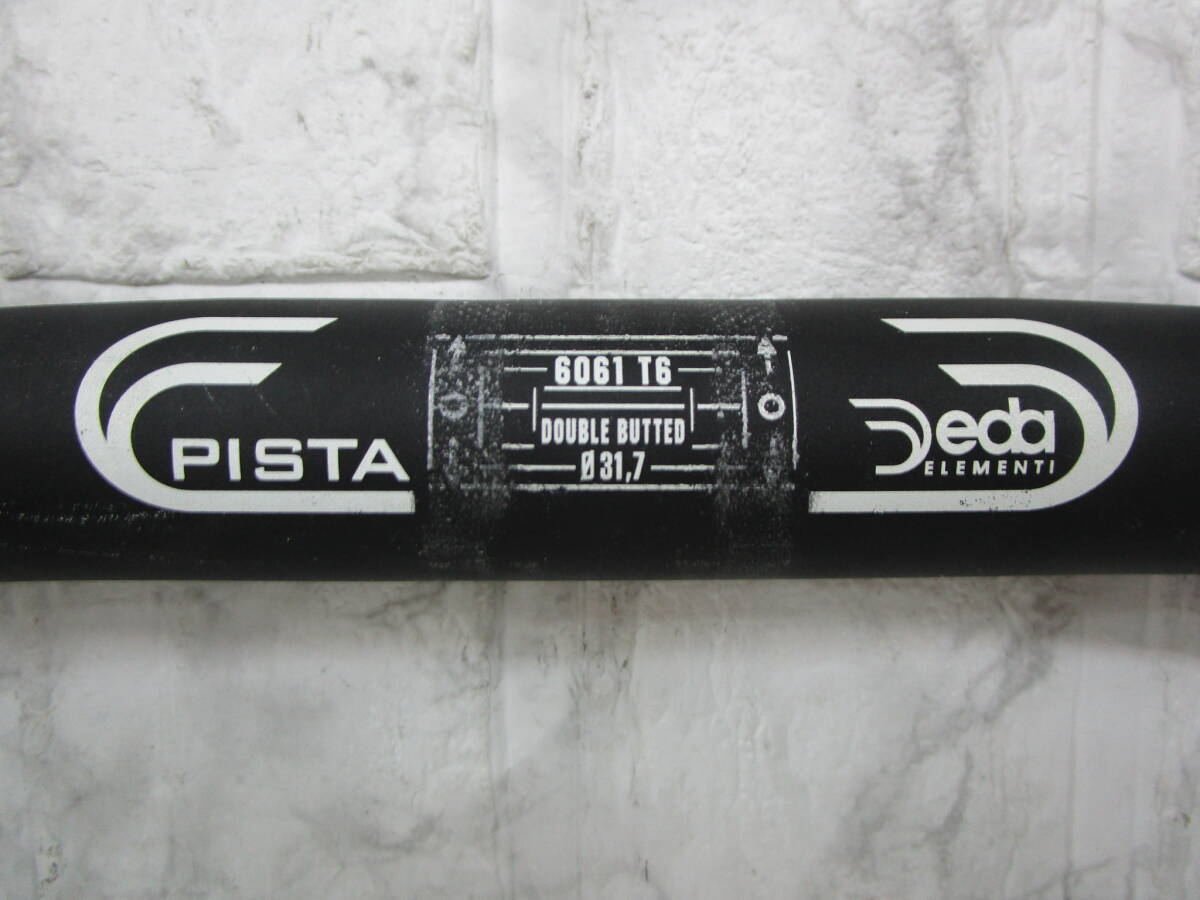 PISTA
6061 T6
DOUBLE BUTTED
Ø31,7
Deda
ELEMENTI